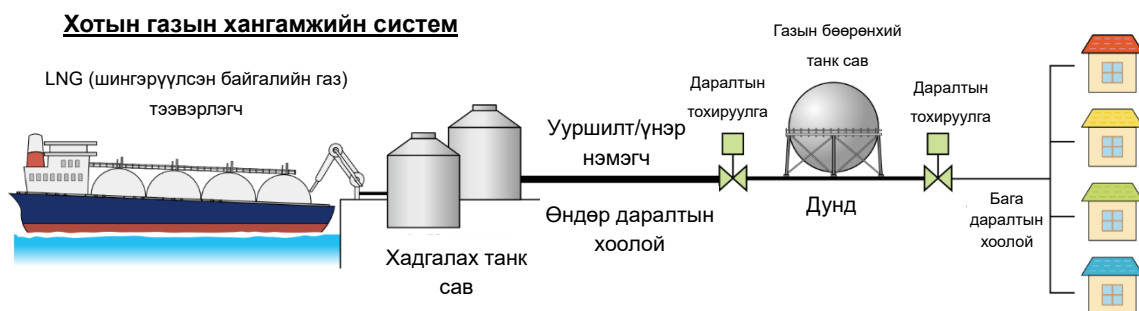 Хотын газын хангамжийн систем
LNG (шингэрүүлсэн байгалийн газ)
тээвэрлэгч
Хадгалах танк
сав
Ууршилт/үнэр
нэмэгч
Өндөр даралтын
хоолой
Даралтын
тохируулга
Газын бөөрөнхий
танк сав
Дунд
Даралтын
тохируулга
Бага
даралтын
хоолой